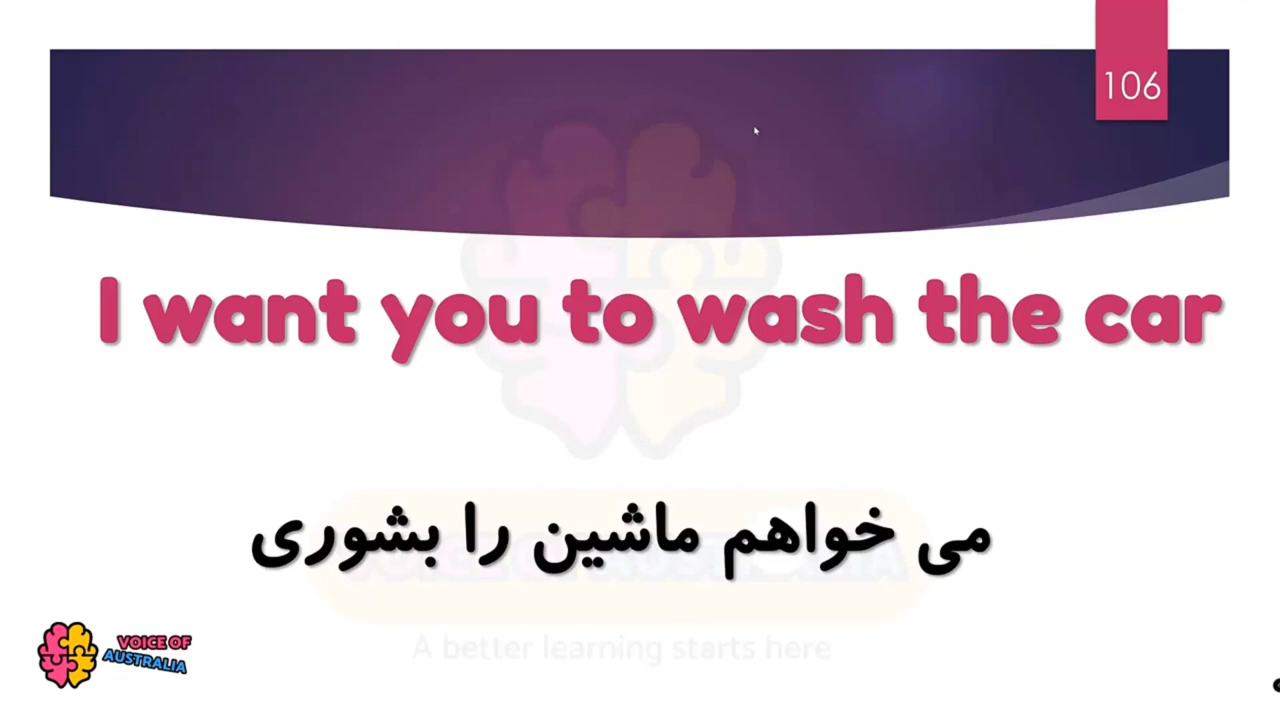 106
I want you to wash the car
می خواهم ماشین را بشوری
A better learning starts here
VOICE OF
AUSTRALIA